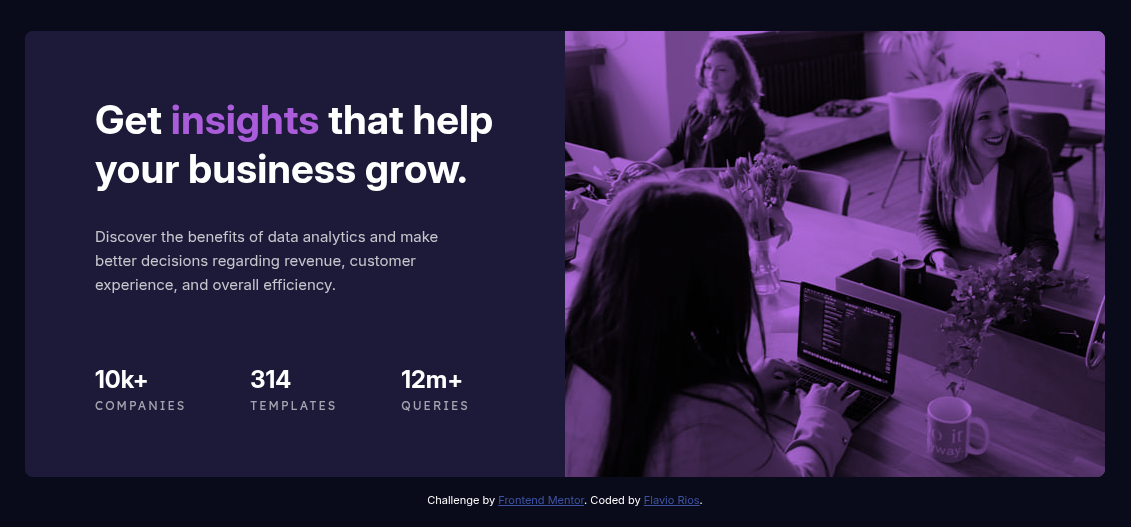 Get insights that help
your business grow.
Discover the benefits of data analytics and make
better decisions regarding revenue, customer
experience, and overall efficiency.
10k+ 314 12m+
COMPANIES TEMPLATES QUERIES
Challenge by Frontend Mentor. Coded by Flavio Rios.